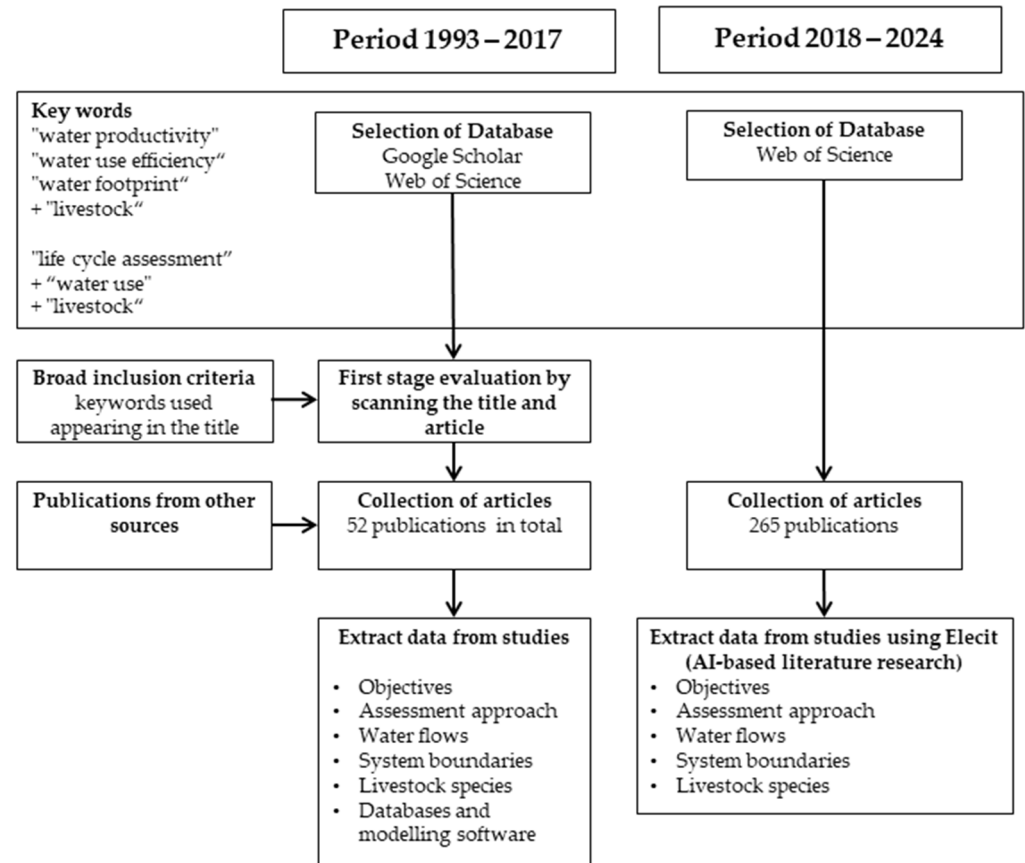 Period 1993 – 2017
Period 2018 – 2024
Key words
"water productivity"
"water use efficiency“
"water footprint“
+ "livestock“
"life cycle assessment”
+ “water use"
+ "livestock“
Selection of Database
Google Scholar
Web of Science
Selection of Database
Web of Science
Broad inclusion criteria
keywords used
appearing in the title
First stage evaluation by
scanning the title and
article
Publications from other
sources
Collection of articles
52 publications in total
Collection of articles
265 publications
Extract data from studies
• Objectives
• Assessment approach
• Water flows
• System boundaries
• Livestock species
• Databases and
modelling software
Extract data from studies using Elecit
(AI-based literature research)
• Objectives
• Assessment approach
• Water flows
• System boundaries
• Livestock species